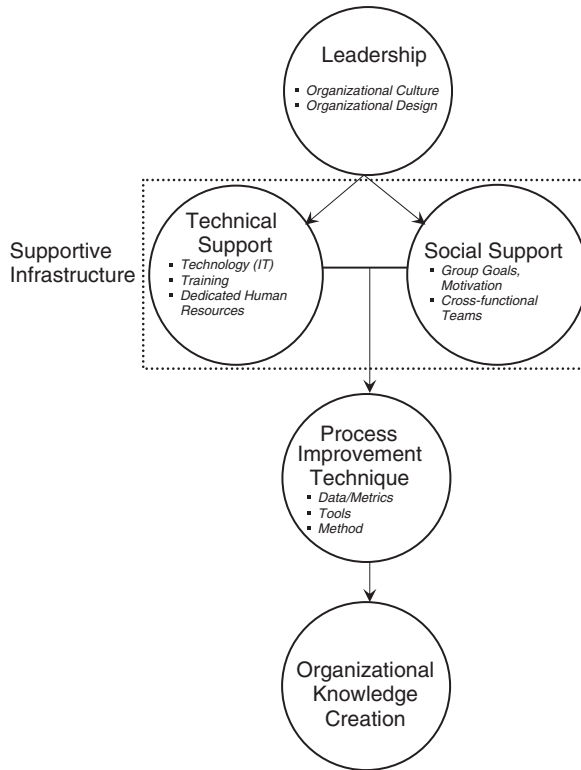 Leadership
▪ Organizational Culture
▪ Organizational Design
Supportive
Infrastructure
Technical
Support
▪ Technology (IT)
▪ Training
▪ Dedicated Human
Resources
Social Support
▪ Group Goals,
Motivation
▪ Cross-functional
Teams
Process
Improvement
Technique
▪ Data/Metrics
▪ Tools
▪ Method
Organizational
Knowledge
Creation